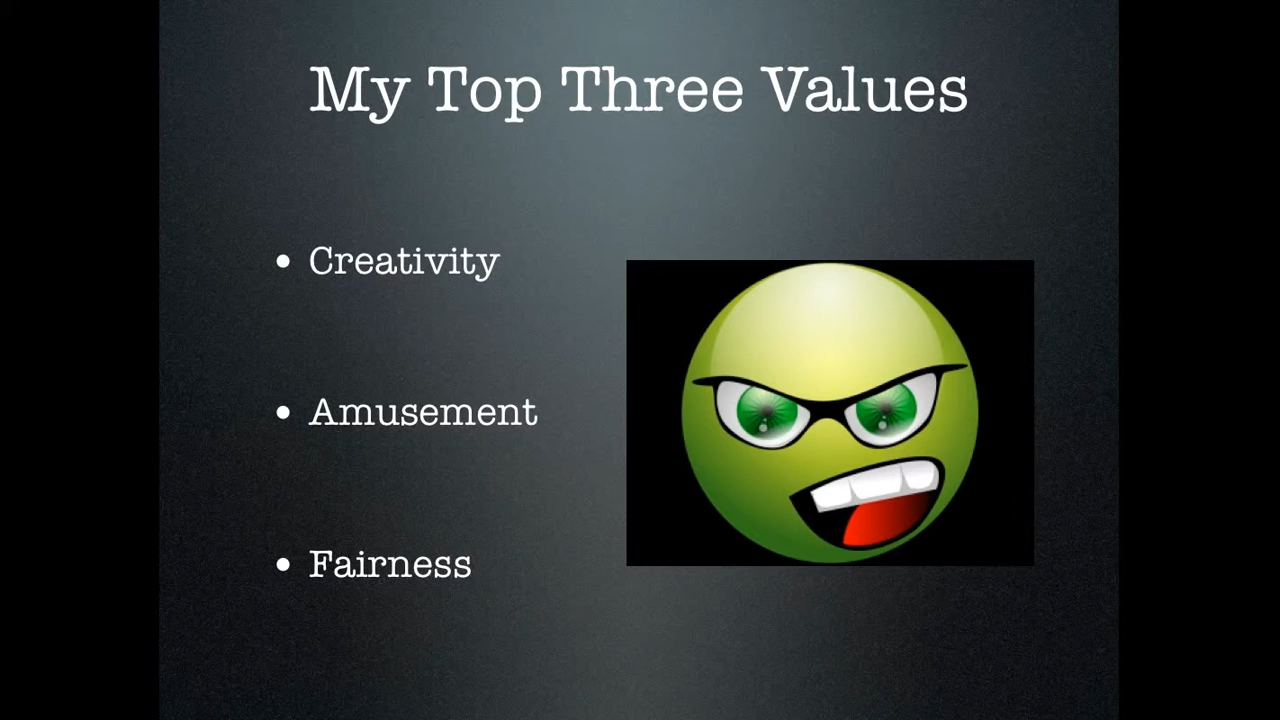 My Top Three Values
• Creativity
• Amusement
• Fairness